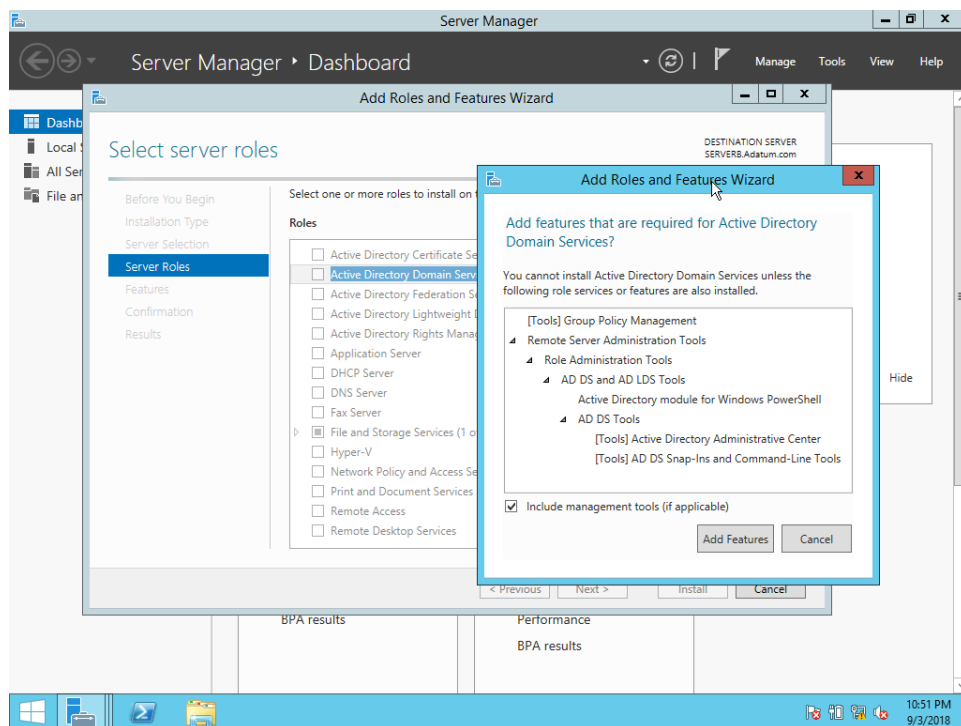 Server Manager
Server Manager ‣ Dashboard
Manage Tools View Help
Add Roles and Features Wizard
Dashb
Local S
All Ser
File an
Select server roles
DESTINATION SERVER
SERVER8.Adatum.com
Before You Begin
Installation Type
Server Selection
Server Roles
Features
Confirmation
Results
Select one or more roles to install on
Roles
Active Directory Certificate Se
Active Directory Domain Serv
Active Directory Federation Se
Active Directory Lightweight
Active Directory Rights Manag
Application Server
DHCP Server
DNS Server
Fax Server
File and Storage Services (1 o
Hyper-V
Network Policy and Access Se
Print and Document Services
Remote Access
Remote Desktop Services
< Previous Next > Install Cancel
Add Roles and Features Wizard
Add features that are required for Active Directory
Domain Services?
You cannot install Active Directory Domain Services unless the
following role services or features are also installed.
[Tools] Group Policy Management
Remote Server Administration Tools
Role Administration Tools
AD DS and AD LDS Tools
Active Directory module for Windows PowerShell
AD DS Tools
[Tools] Active Directory Administrative Center
[Tools] AD DS Snap-Ins and Command-Line Tools
Include management tools (if applicable)
Add Features Cancel
Hide
BPA results
Performance
BPA results
10:51 PM
9/3/2018